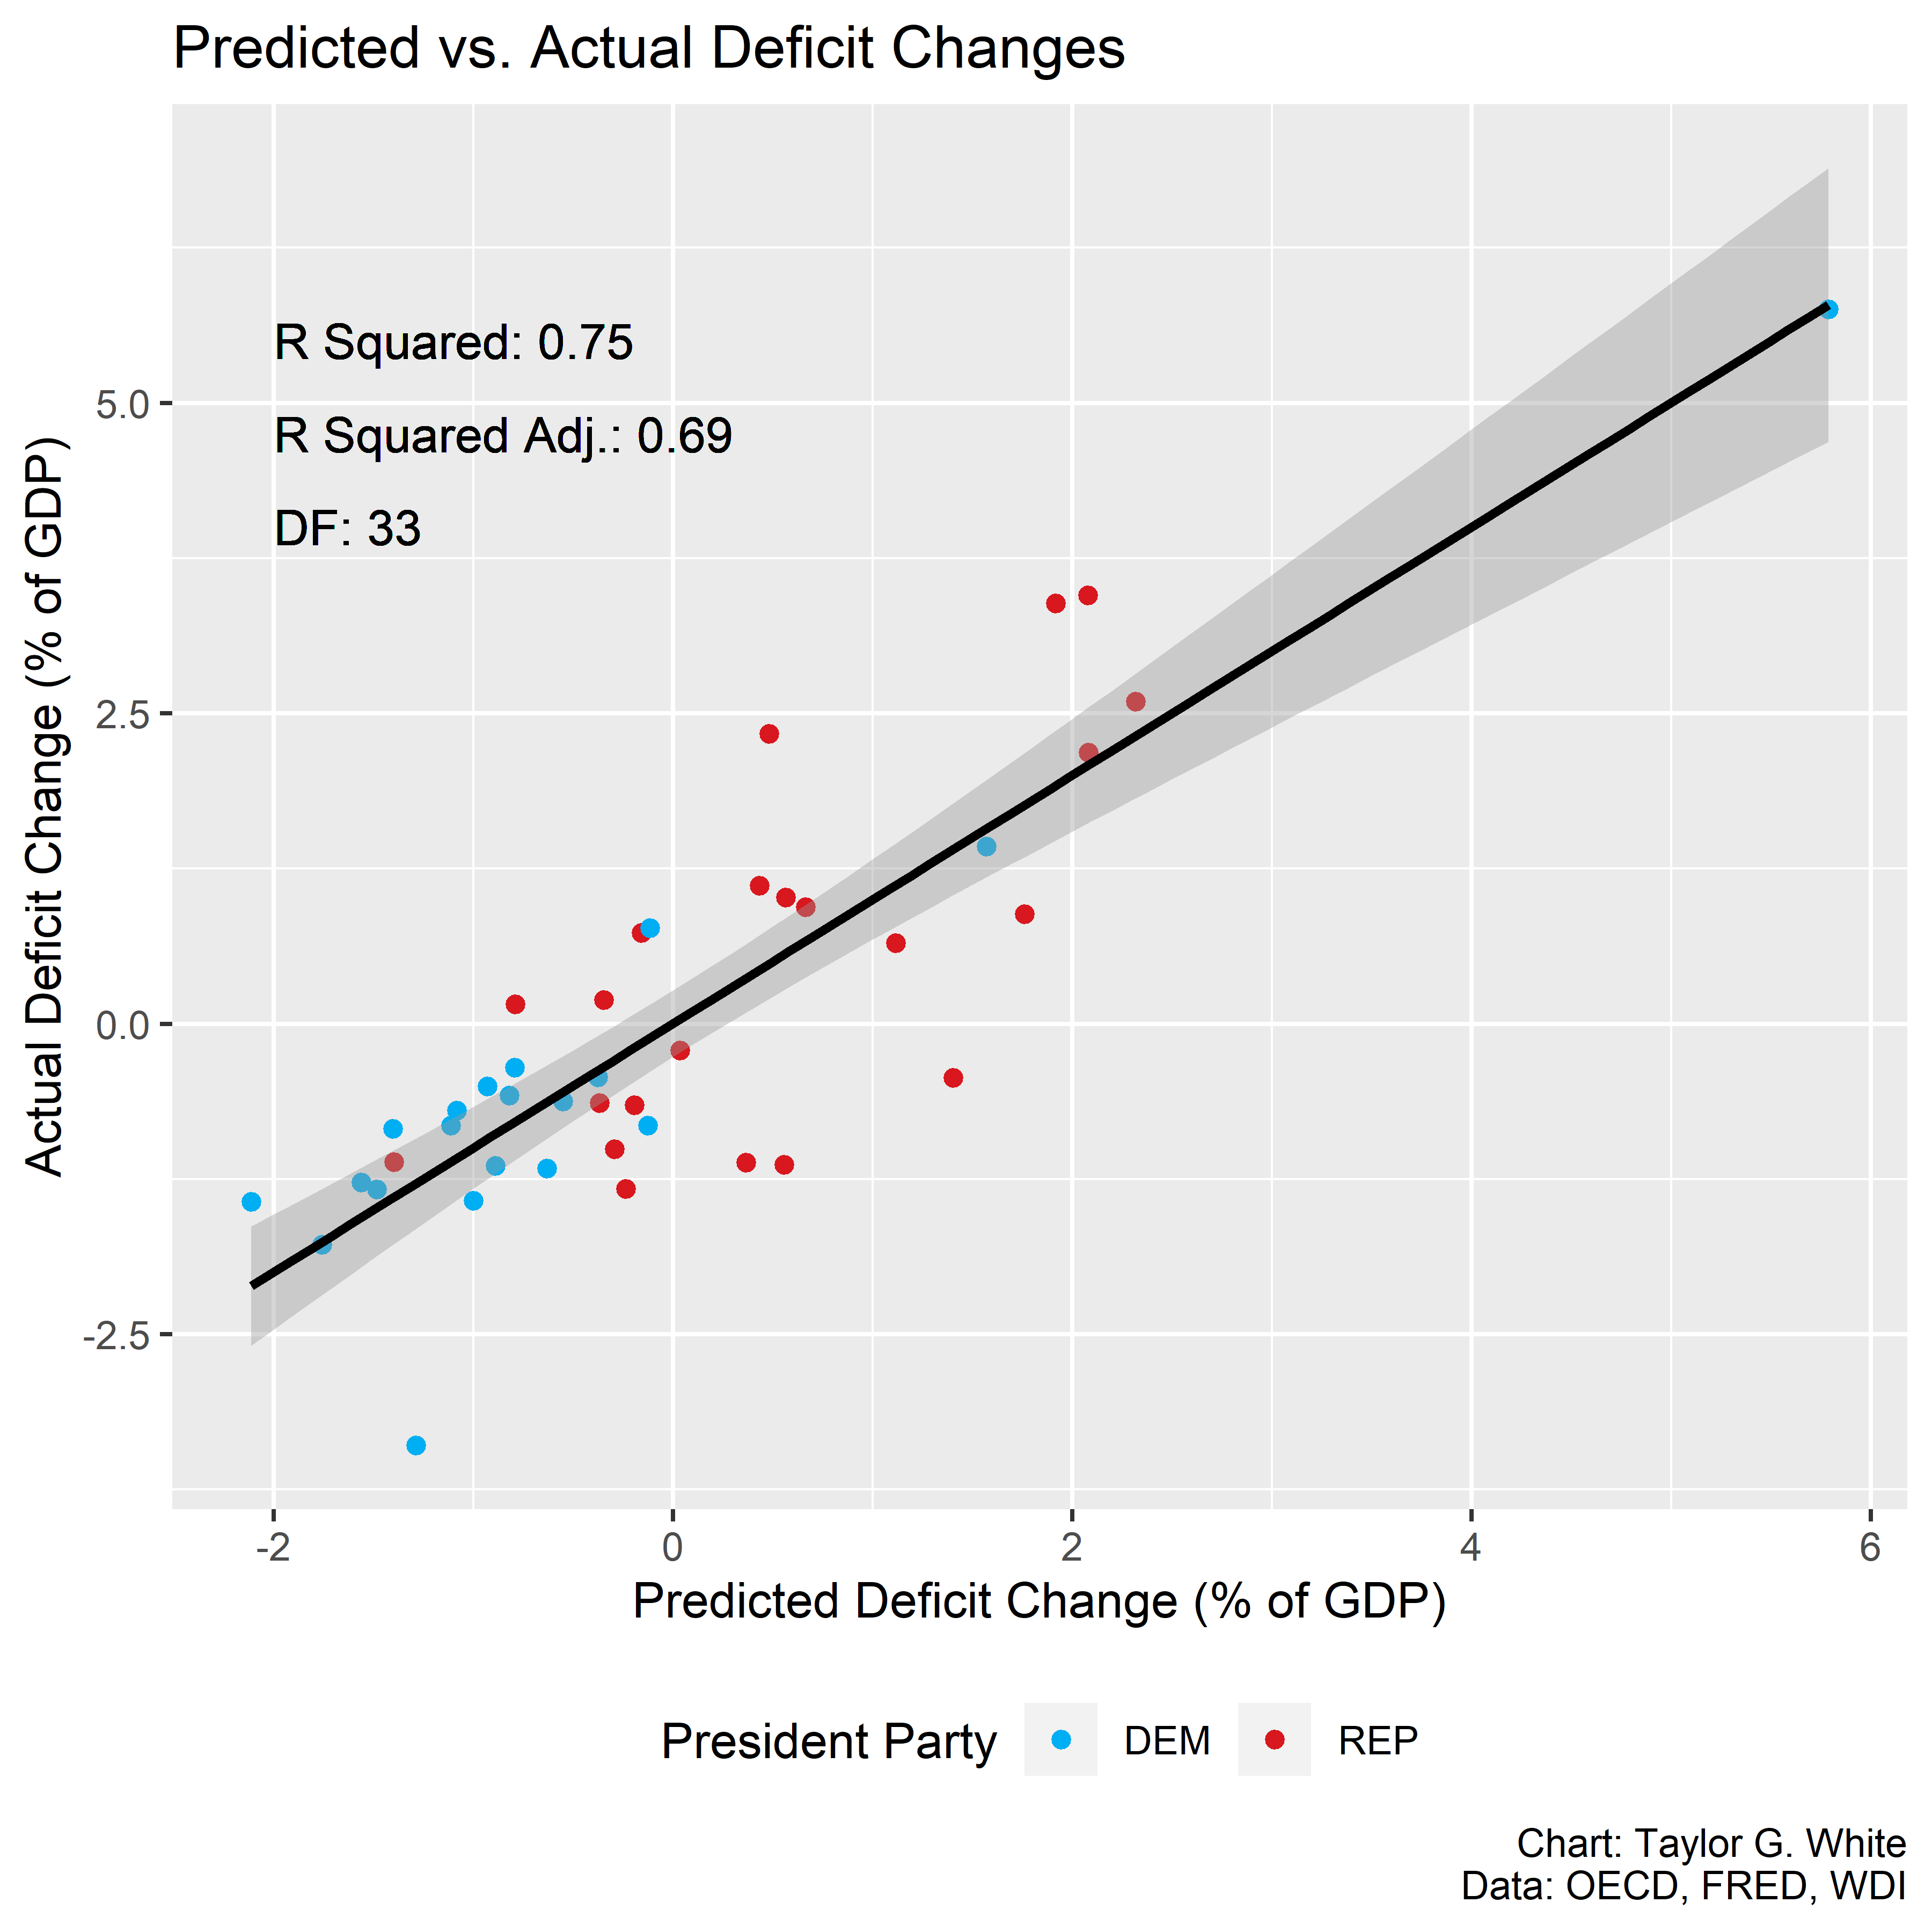 Predicted vs. Actual Deficit Changes
R Squared: 0.75
R Squared Adj.: 0.69
DF: 33
Actual Deficit Change (% of GDP)
5.0
2.5
0.0
-2.5
-2 0 2 4 6
Predicted Deficit Change (% of GDP)
President Party DEM REP
Chart: Taylor G. White
Data: OECD, FRED, WDI